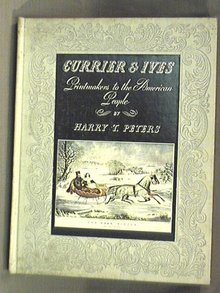 CURRIER & IVES
Printmakers to the American
People
BY
HARRY T. PETERS